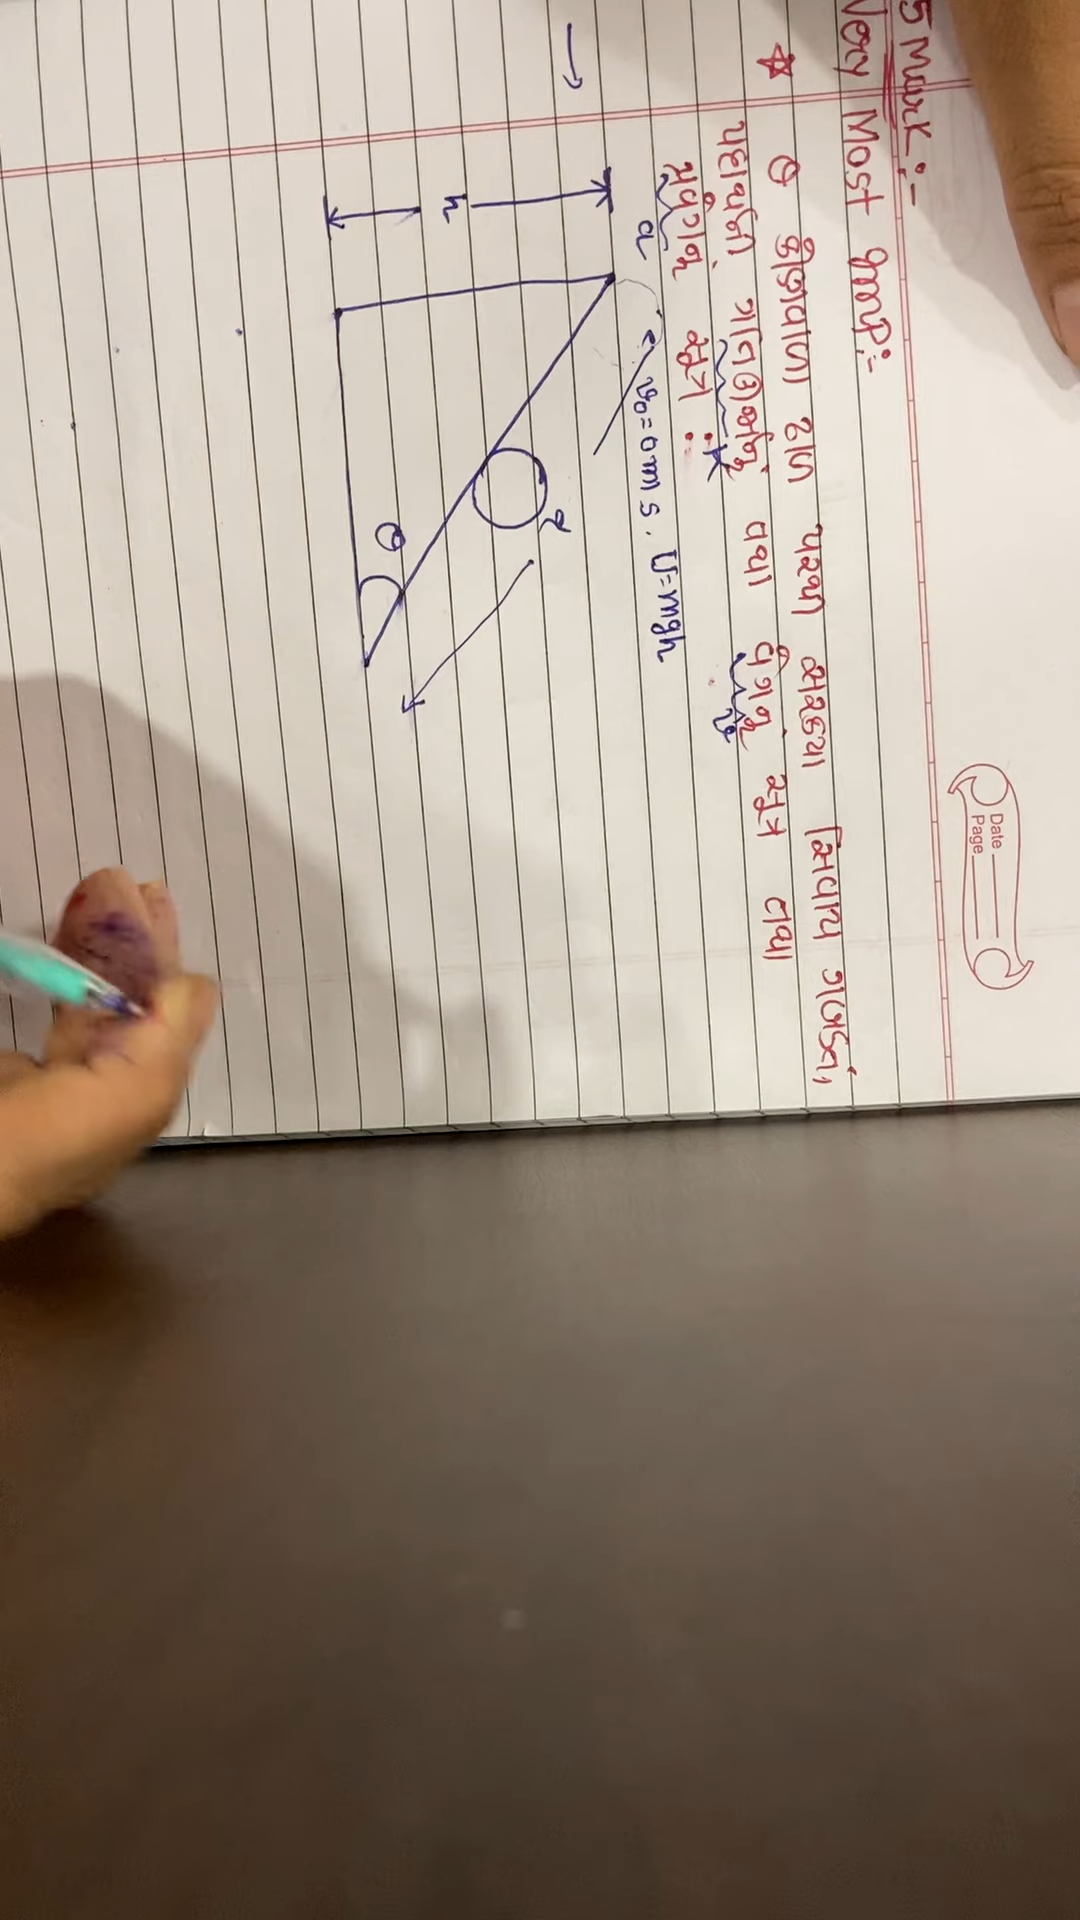 5 Mark :-
Very Most ImP:-
Date
Page
θ કોણવાળા ઢાળ પરથી સરક્યા સિવાય ગબડતાં,
પદાર્થની ગતિઊર્જાનું તથા વેગનું સૂત્ર તથા
K
v
પ્રવેગનું સૂત્ર :
a
v₀=0 m s, U=mgh
h
r
θ